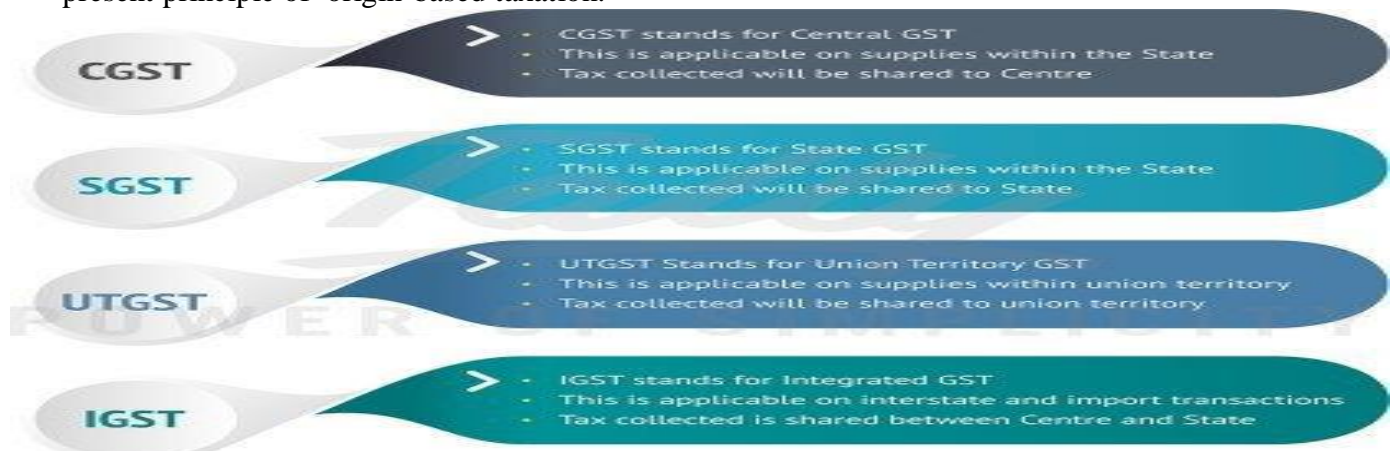 present principle of origin-based taxation.
CGST
CGST stands for Central GST
This is applicable on supplies within the State
Tax collected will be shared to Centre
SGST
SGST stands for State GST
This is applicable on supplies within the State
Tax collected will be shared to State
UTGST
UTGST Stands for Union Territory GST
This is applicable on supplies within union territory
Tax collected will be shared to union territory
POWER OF SIMPLICITY
IGST
IGST stands for Integrated GST
This is applicable on interstate and import transactions
Tax collected is shared between Centre and State